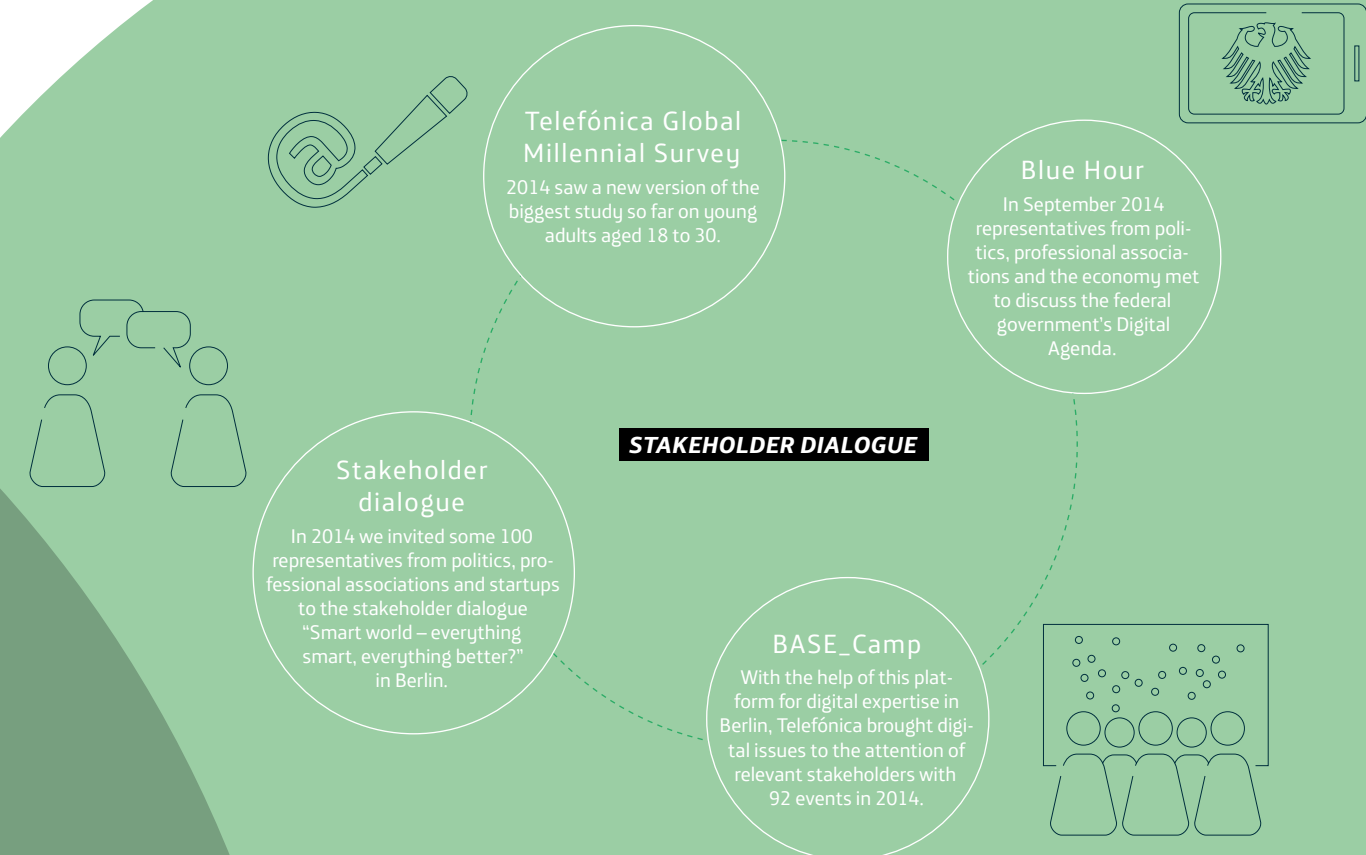 Telefónica Global
Millennial Survey
2014 saw a new version of the
biggest study so far on young
adults aged 18 to 30.
Blue Hour
In September 2014
representatives from poli-
tics, professional associa-
tions and the economy met
to discuss the federal
government's Digital
Agenda.
STAKEHOLDER DIALOGUE
Stakeholder
dialogue
In 2014 we invited some 100
representatives from politics, pro-
fessional associations and startups
to the stakeholder dialogue
“Smart world – everything
smart, everything better?”
in Berlin.
BASE_Camp
With the help of this plat-
form for digital expertise in
Berlin, Telefónica brought digi-
tal issues to the attention of
relevant stakeholders with
92 events in 2014.